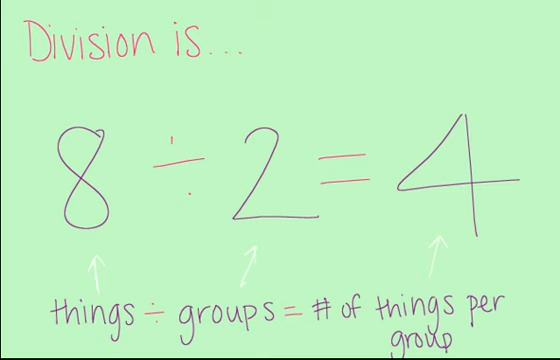 Division is...
8 ÷ 2 = 4
things ÷ groups = # of things per
group